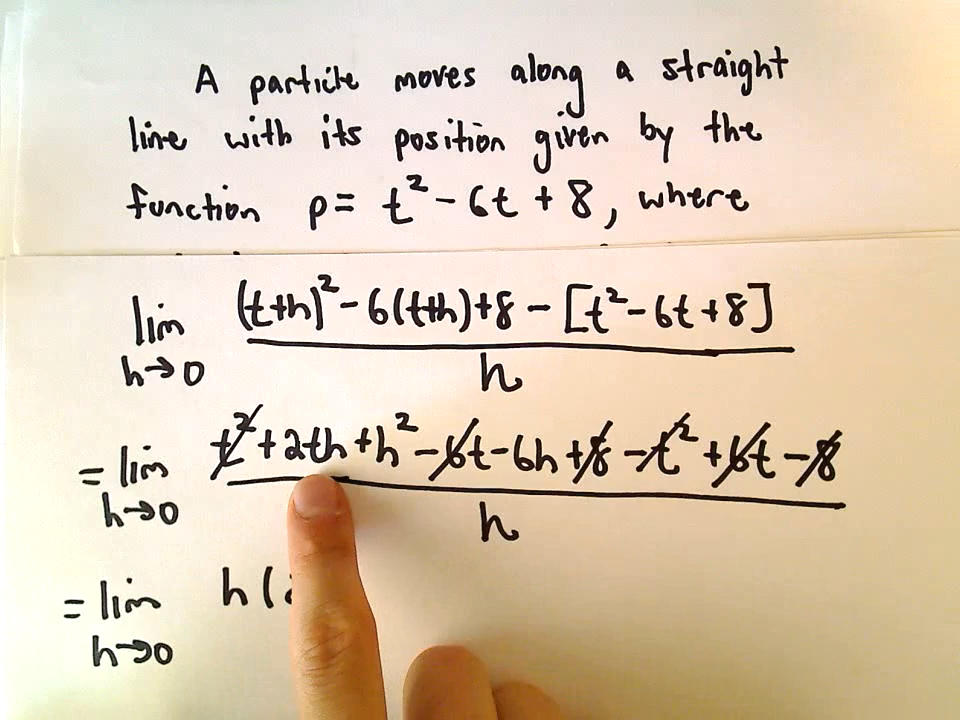 A particle moves along a straight
line with its position given by the
function p = t² - 6t + 8, where
lim h→0 (t+h)² - 6(t+h) + 8 - [t² - 6t + 8] / h
= lim h→0 t² + 2th + h² - 6t - 6h + 8 - t² + 6t - 8 / h
= lim h→0 h (